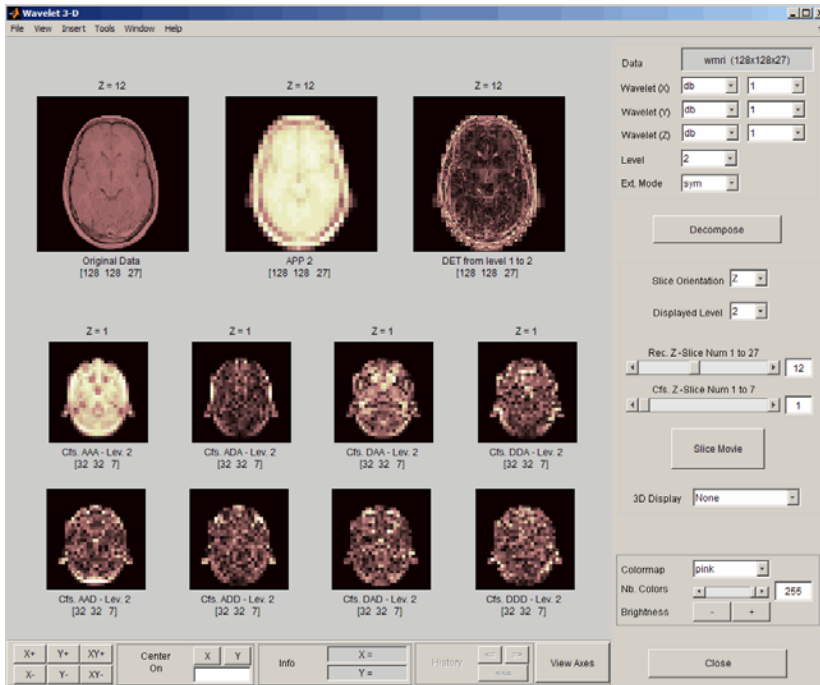 Wavelet 3-D
File View Insert Tools Window Help
Z = 12 Z = 12 Z = 12
Original Data APP 2 DET from level 1 to 2
[128 128 27] [128 128 27] [128 128 27]
Z = 1 Z = 1 Z = 1 Z = 1
Cfs. AAA - Lev. 2 Cfs. ADA - Lev. 2 Cfs. DAA - Lev. 2 Cfs. DDA - Lev. 2
[32 32 7] [32 32 7] [32 32 7] [32 32 7]
Cfs. AAD - Lev. 2 Cfs. ADD - Lev. 2 Cfs. DAD - Lev. 2 Cfs. DDD - Lev. 2
[32 32 7] [32 32 7] [32 32 7] [32 32 7]
Data wmri (128x128x27)
Wavelet (X) db 1
Wavelet (Y) db 1
Wavelet (Z) db 1
Level 2
Ext. Mode sym
Decompose
Slice Orientation Z
Displayed Level 2
Rec. Z-Slice Num 1 to 27
12
Cfs. Z-Slice Num 1 to 7
1
Slice Movie
3D Display None
Colormap pink
Nb. Colors 255
Brightness - +
X+ Y+ XY+
X- Y- XY-
Center On X Y
Info X = Y =
History <- -> <<-
View Axes
Close